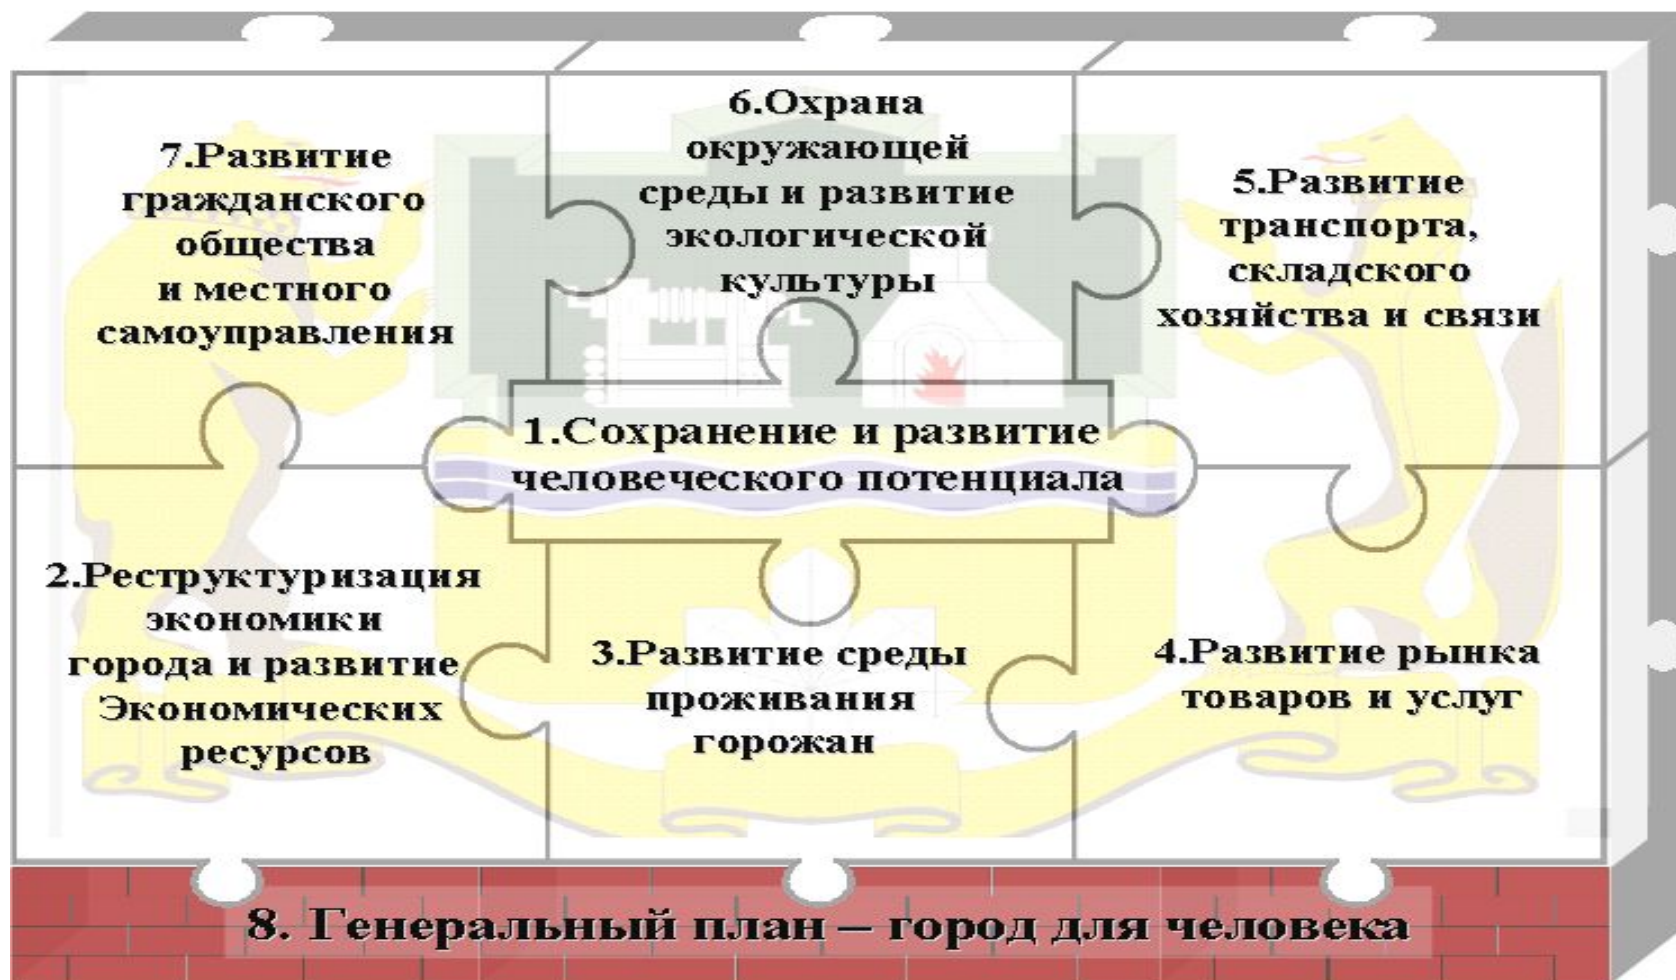 7.Развитие
гражданского
общества
и местного
самоуправления
6.Охрана
окружающей
среды и развитие
экологической
культуры
5.Развитие
транспорта,
складского
хозяйства и связи
1.Сохранение и развитие
человеческого потенциала
2.Реструктуризация
экономики
города и развитие
Экономических
ресурсов
3.Развитие среды
проживания
горожан
4.Развитие рынка
товаров и услуг
8. Генеральный план – город для человека